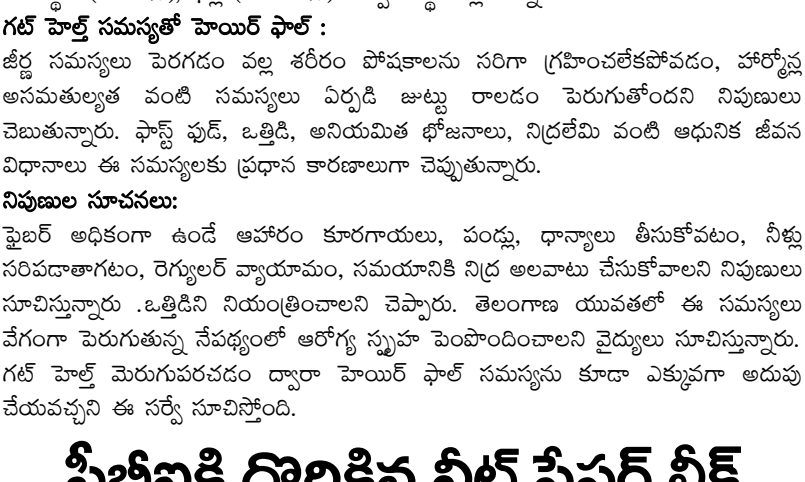 గట్ హెల్త్ సమస్యతో హెయిర్ ఫాల్ :
జీర్ణ సమస్యలు పెరగడం వల్ల శరీరం పోషకాలను సరిగా గ్రహించలేకపోవడం, హార్మోన్ల
అసమతుల్యత వంటి సమస్యలు ఏర్పడి జుట్టు రాలడం పెరుగుతోందని నిపుణులు
చెబుతున్నారు. ఫాస్ట్ ఫుడ్, ఒత్తిడి, అనియమిత భోజనాలు, నిద్రలేమి వంటి ఆధునిక జీవన
విధానాలు ఈ సమస్యలకు ప్రధాన కారణాలుగా చెప్పుతున్నారు.
నిపుణుల సూచనలు:
ఫైబర్ అధికంగా ఉండే ఆహారం కూరగాయలు, పండ్లు, ధాన్యాలు తీసుకోవటం, నీళ్లు
సరిపడాతాగటం, రెగ్యులర్ వ్యాయామం, సమయానికి నిద్ర అలవాటు చేసుకోవాలని నిపుణులు
సూచిస్తున్నారు .ఒత్తిడిని నియంత్రించాలని చెప్పారు. తెలంగాణ యువతలో ఈ సమస్యలు
వేగంగా పెరుగుతున్న నేపథ్యంలో ఆరోగ్య స్పృహ పెంపొందించాలని వైద్యులు సూచిస్తున్నారు.
గట్ హెల్త్ మెరుగుపరచడం ద్వారా హెయిర్ ఫాల్ సమస్యను కూడా ఎక్కువగా అదుపు
చేయవచ్చని ఈ సర్వే సూచిస్తోంది.
సీబీఐకి దొరికిన నీట్ పేపర్ లీక్